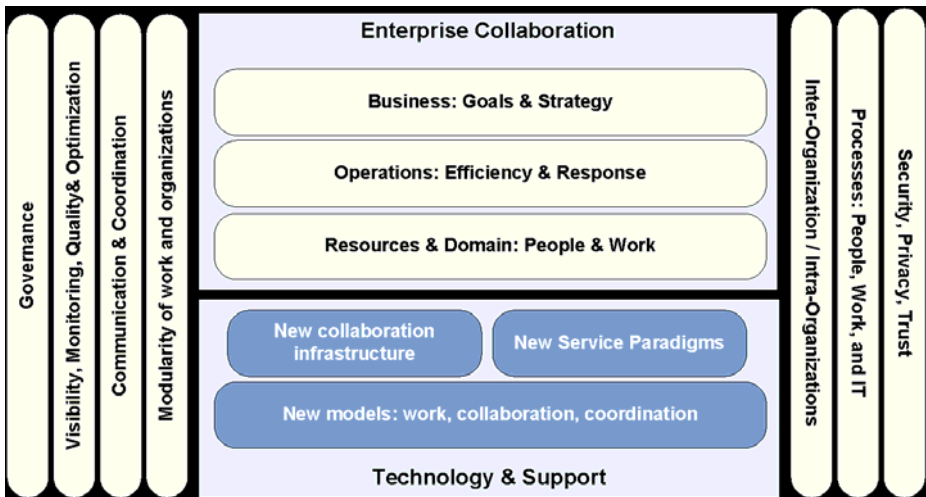 Governance
Visibility, Monitoring, Quality& Optimization
Communication & Coordination
Modularity of work and organizations
Enterprise Collaboration
Business: Goals & Strategy
Operations: Efficiency & Response
Resources & Domain: People & Work
New collaboration
infrastructure
New Service Paradigms
New models: work, collaboration, coordination
Technology & Support
Inter-Organization / Intra-Organizations
Processes: People, Work, and IT
Security, Privacy, Trust